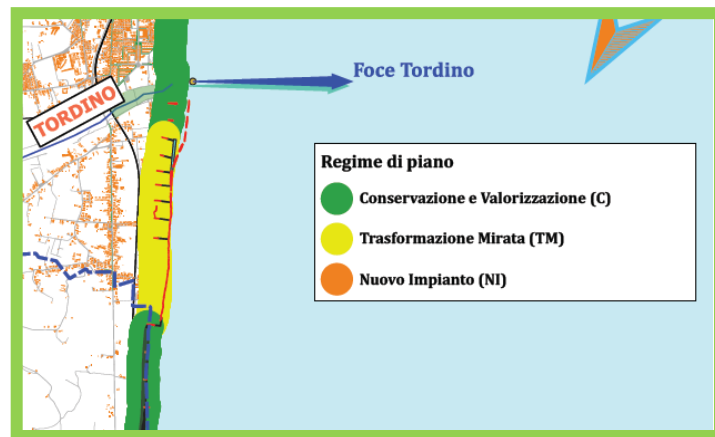 Foce Tordino
TORDINO
Regime di piano
Conservazione e Valorizzazione (C)
Trasformazione Mirata (TM)
Nuovo Impianto (NI)